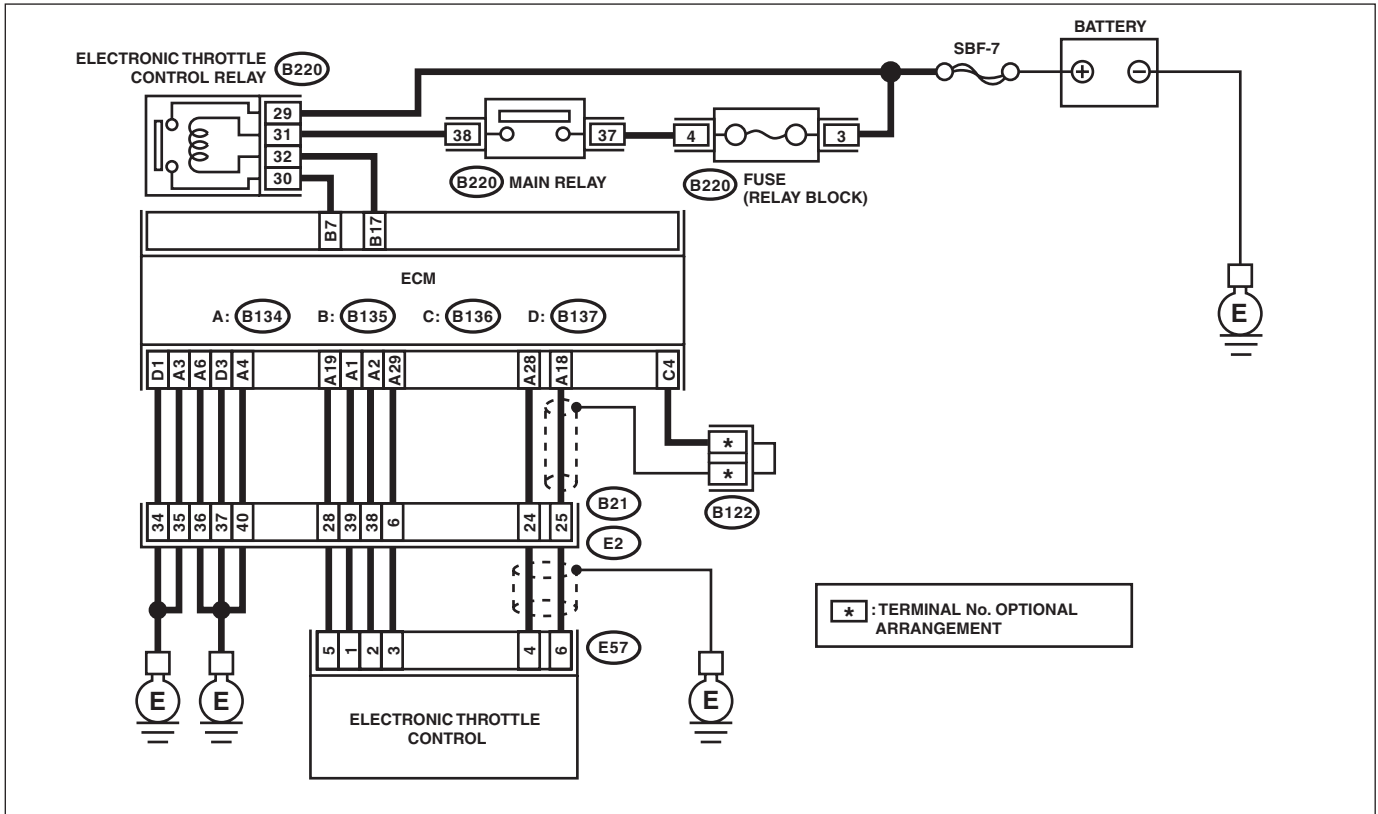 BATTERY
SBF-7
ELECTRONIC THROTTLE
CONTROL RELAY
B220
29
31
32
30
38
37
4
3
B220
MAIN RELAY
B220
FUSE
(RELAY BLOCK)
+
−
B7
B17
ECM
A: B134 B: B135 C: B136 D: B137
D1
A3
A6
D3
A4
A19
A1
A2
A29
A28
A18
C4
*
*
B122
E
34
35
36
37
40
28
39
38
6
24
25
B21
E2
5
1
2
3
4
6
E57
ELECTRONIC THROTTLE
CONTROL
E
E
E
* : TERMINAL No. OPTIONAL
ARRANGEMENT